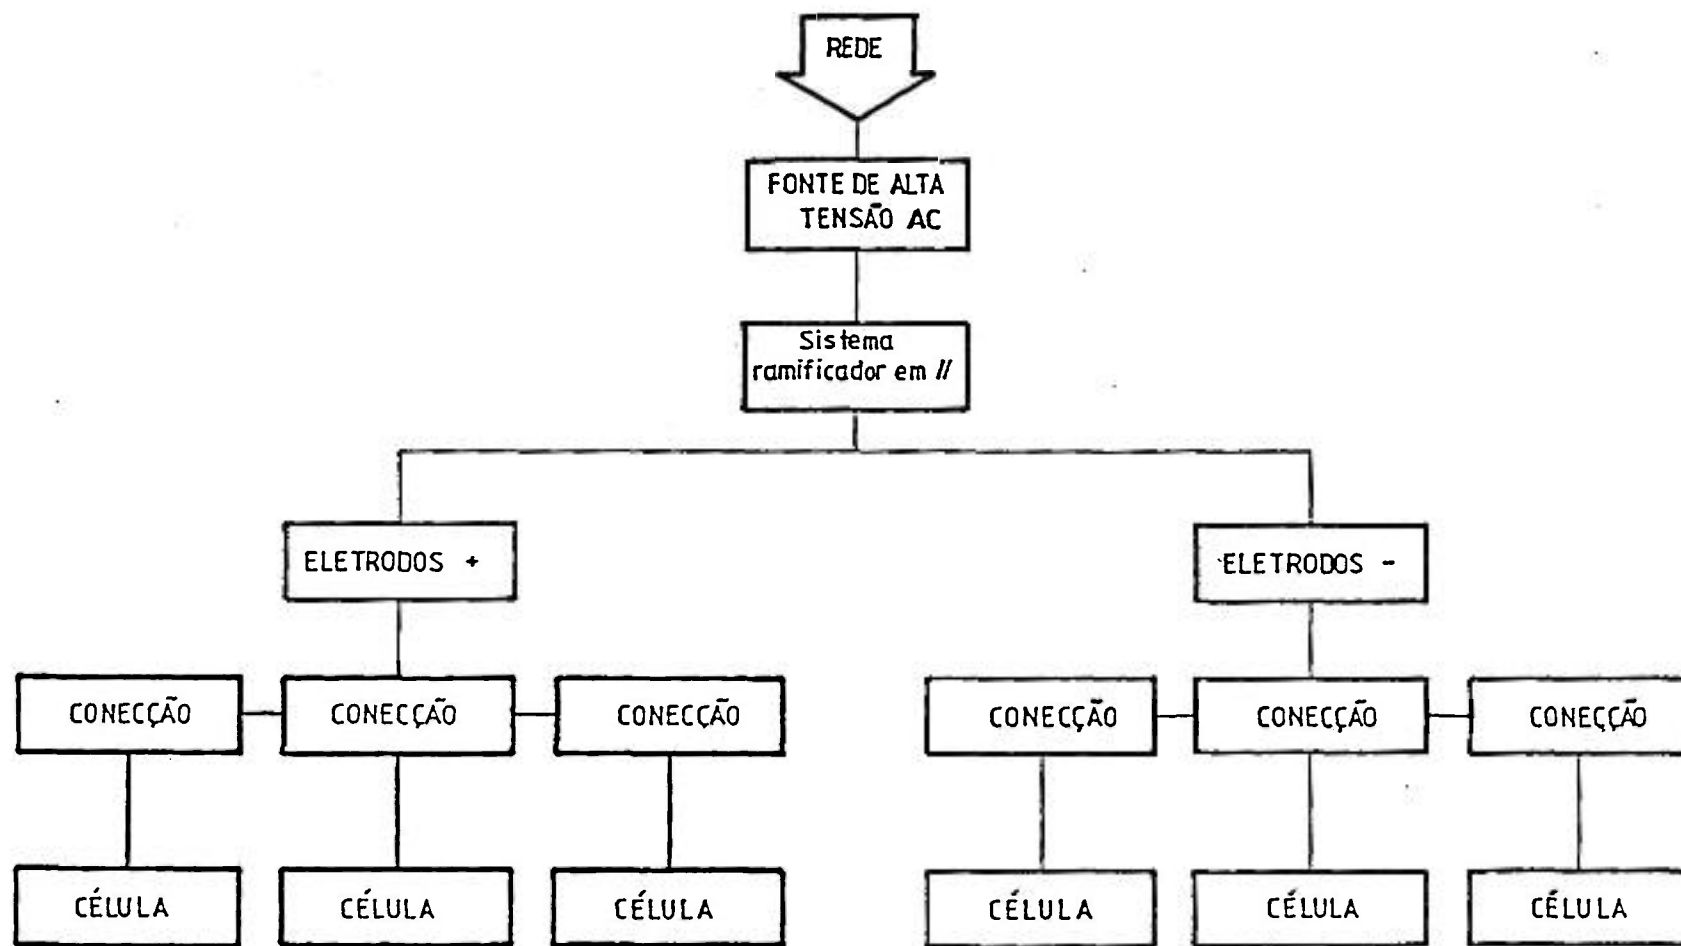 REDE
FONTE DE ALTA
TENSÃO AC
Sistema
ramificador em //
ELETRODOS +
ELETRODOS -
CONECÇÃO
CONECÇÃO
CONECÇÃO
CONECÇÃO
CONECÇÃO
CONECÇÃO
CÉLULA
CÉLULA
CÉLULA
CÉLULA
CÉLULA
CÉLULA